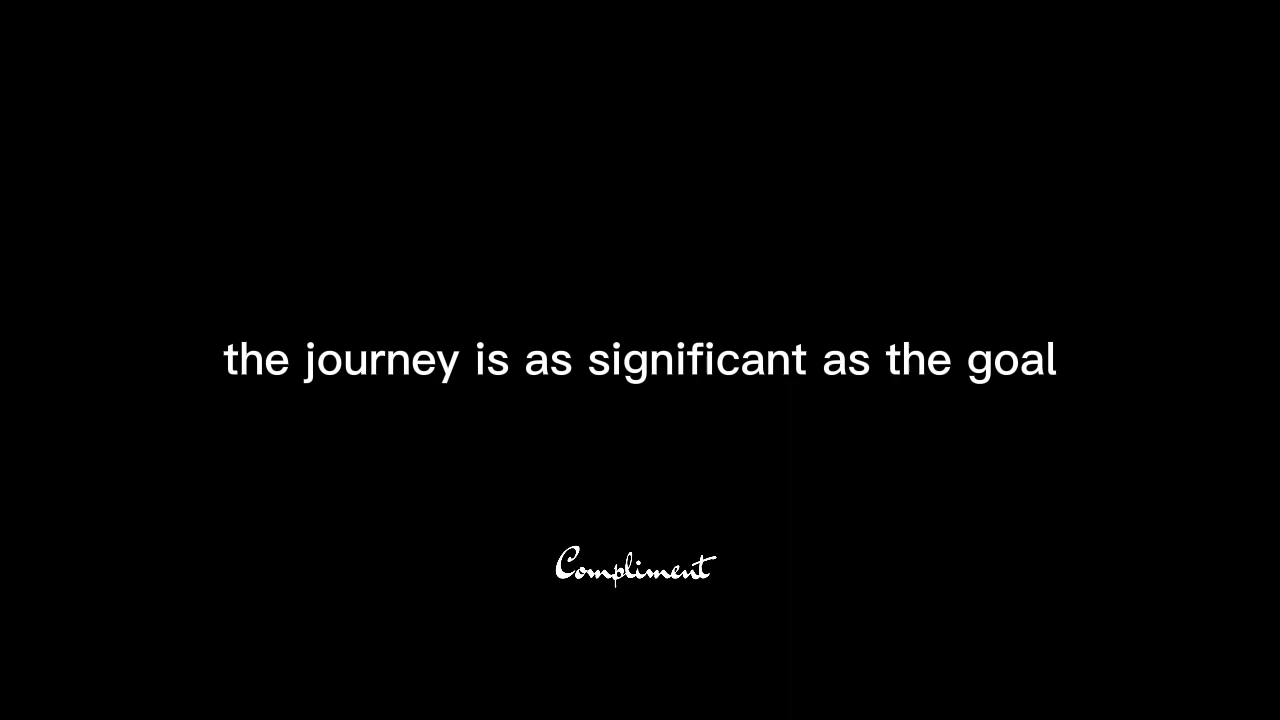 the journey is as significant as the goal
Compliment